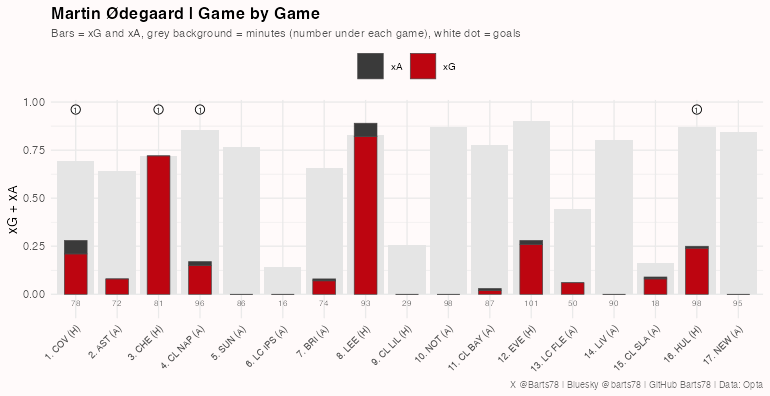 Martin Ødegaard | Game by Game
Bars = xG and xA, grey background = minutes (number under each game), white dot = goals
xA xG
xG + xA
1.00
0.75
0.50
0.25
0.00
1 1 1 1
78 72 81 96 86 16 74 93 29 98 87 101 50 90 18 98 95
1. COV (H)
2. AST (A)
3. CHE (H)
4. CL NAP (A)
5. SUN (A)
6. LC IPS (A)
7. BRI (A)
8. LEE (H)
9. CL LIL (H)
10. NOT (A)
11. CL BAY (A)
12. EVE (H)
13. LC FLE (A)
14. LIV (A)
15. CL SLA (A)
16. HUL (H)
17. NEW (A)
X @Barts78 | Bluesky @barts78 | GitHub Barts78 | Data: Opta